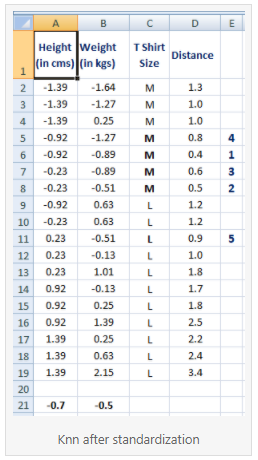 A B C D E
1 Height (in cms) Weight (in kgs) T Shirt Size Distance
2 -1.39 -1.64 M 1.3
3 -1.39 -1.27 M 1.0
4 -1.39 0.25 M 1.0
5 -0.92 -1.27 M 0.8 4
6 -0.92 -0.89 M 0.4 1
7 -0.23 -0.89 M 0.6 3
8 -0.23 -0.51 M 0.5 2
9 -0.92 0.63 L 1.2
10 -0.23 0.63 L 1.2
11 0.23 -0.51 L 0.9 5
12 0.23 -0.13 L 1.0
13 0.23 1.01 L 1.8
14 0.92 -0.13 L 1.7
15 0.92 0.25 L 1.8
16 0.92 1.39 L 2.5
17 1.39 0.25 L 2.2
18 1.39 0.63 L 2.4
19 1.39 2.15 L 3.4
20
21 -0.7 -0.5
Knn after standardization